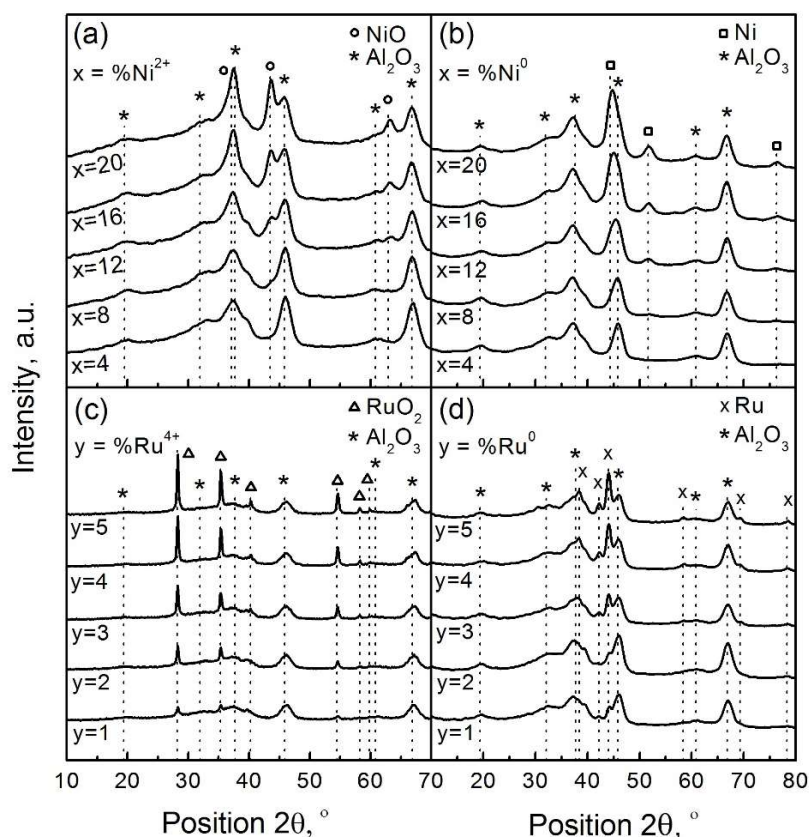 (a)
○ NiO
* Al₂O₃
x = %Ni²⁺
* * ○ * ○ * * ○ *
x=20
x=16
x=12
x=8
x=4
(b)
□ Ni
* Al₂O₃
x = %Ni⁰
* * * □ * □ * * □
x=20
x=16
x=12
x=8
x=4
Intensity, a.u.
(c)
△ RuO₂
* Al₂O₃
y = %Ru⁴⁺
* △ * △ * △ * △ △ △ * *
y=5
y=4
y=3
y=2
y=1
(d)
x Ru
* Al₂O₃
y = %Ru⁰
* * * x x x * x * * x x
y=5
y=4
y=3
y=2
y=1
10 20 30 40 50 60 70
20 30 40 50 60 70 80
Position 2θ, °
Position 2θ, °